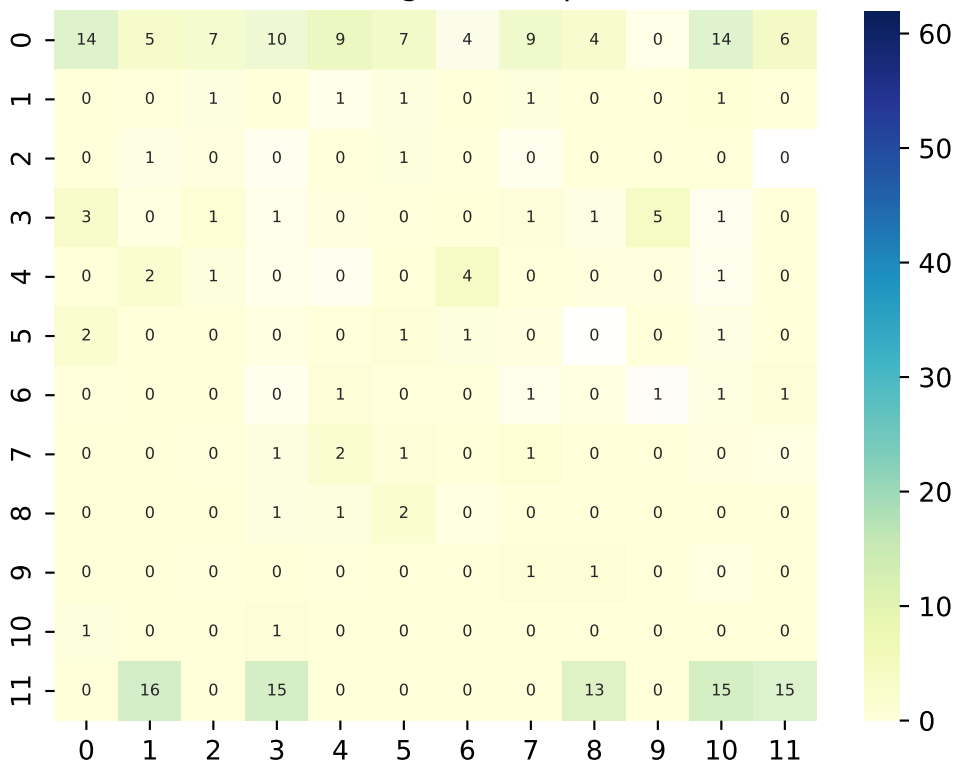 0 14 5 7 10 9 7 4 9 4 0 14 6
1 0 0 1 0 1 1 0 1 0 0 1 0
2 0 1 0 0 0 1 0 0 0 0 0 0
3 3 0 1 1 0 0 0 1 1 5 1 0
4 0 2 1 0 0 0 4 0 0 0 1 0
5 2 0 0 0 0 1 1 0 0 0 1 0
6 0 0 0 0 1 0 0 1 0 1 1 1
7 0 0 0 1 2 1 0 1 0 0 0 0
8 0 0 0 1 1 2 0 0 0 0 0 0
9 0 0 0 0 0 0 0 1 1 0 0 0
10 1 0 0 1 0 0 0 0 0 0 0 0
11 0 16 0 15 0 0 0 0 13 0 15 15
0 1 2 3 4 5 6 7 8 9 10 11
60
50
40
30
20
10
0